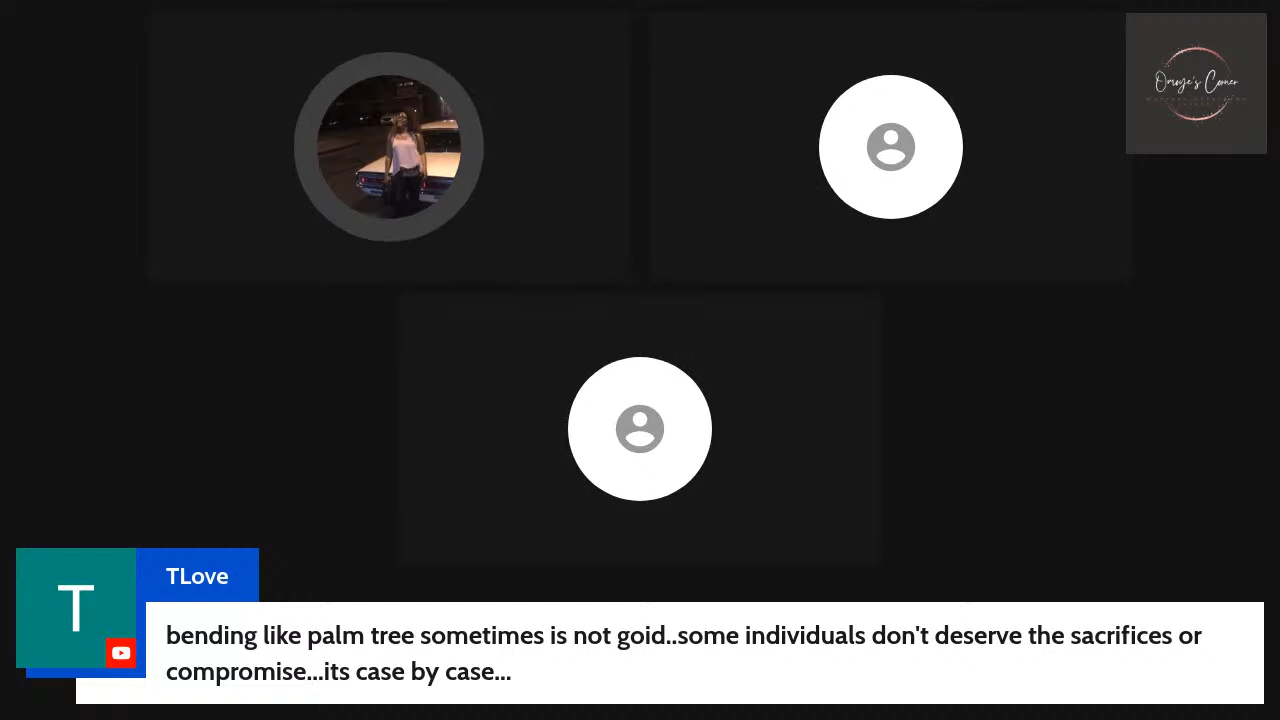 Omoye's Corner
T
TLove
bending like palm tree sometimes is not goid..some individuals don't deserve the sacrifices or
compromise...its case by case...